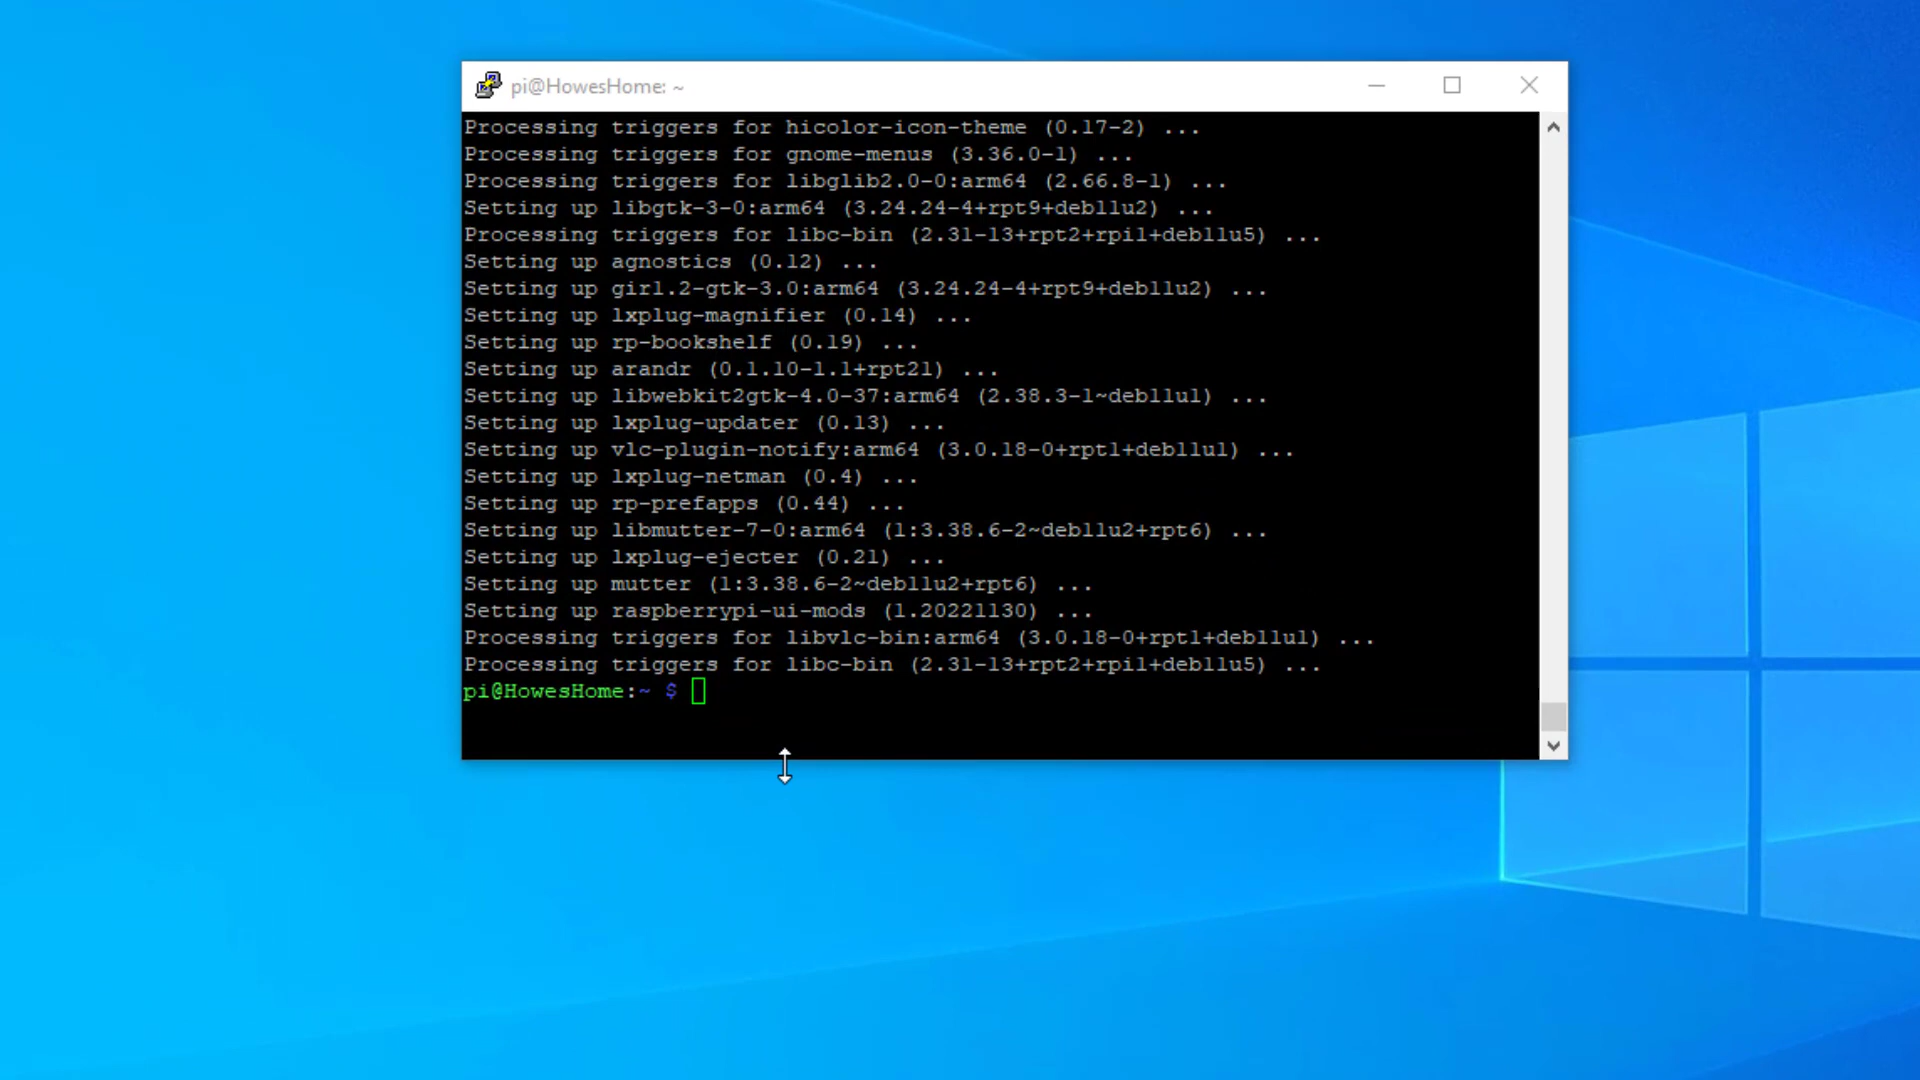 pi@HowesHome: ~
Processing triggers for hicolor-icon-theme (0.17-2) ...
Processing triggers for gnome-menus (3.36.0-1) ...
Processing triggers for libglib2.0-0:arm64 (2.66.8-1) ...
Setting up libgtk-3-0:arm64 (3.24.24-4+rpt9+deb11u2) ...
Processing triggers for libc-bin (2.31-13+rpt2+rpi1+deb11u5) ...
Setting up agnostics (0.12) ...
Setting up gir1.2-gtk-3.0:arm64 (3.24.24-4+rpt9+deb11u2) ...
Setting up lxplug-magnifier (0.14) ...
Setting up rp-bookshelf (0.19) ...
Setting up arandr (0.1.10-1.1+rpt21) ...
Setting up libwebkit2gtk-4.0-37:arm64 (2.38.3-1~deb11u1) ...
Setting up lxplug-updater (0.13) ...
Setting up vlc-plugin-notify:arm64 (3.0.18-0+rpt1+deb11u1) ...
Setting up lxplug-netman (0.4) ...
Setting up rp-prefapps (0.44) ...
Setting up libmutter-7-0:arm64 (1:3.38.6-2~deb11u2+rpt6) ...
Setting up lxplug-ejecter (0.21) ...
Setting up mutter (1:3.38.6-2~deb11u2+rpt6) ...
Setting up raspberrypi-ui-mods (1.20221130) ...
Processing triggers for libvlc-bin:arm64 (3.0.18-0+rpt1+deb11u1) ...
Processing triggers for libc-bin (2.31-13+rpt2+rpi1+deb11u5) ...
pi@HowesHome:~ $